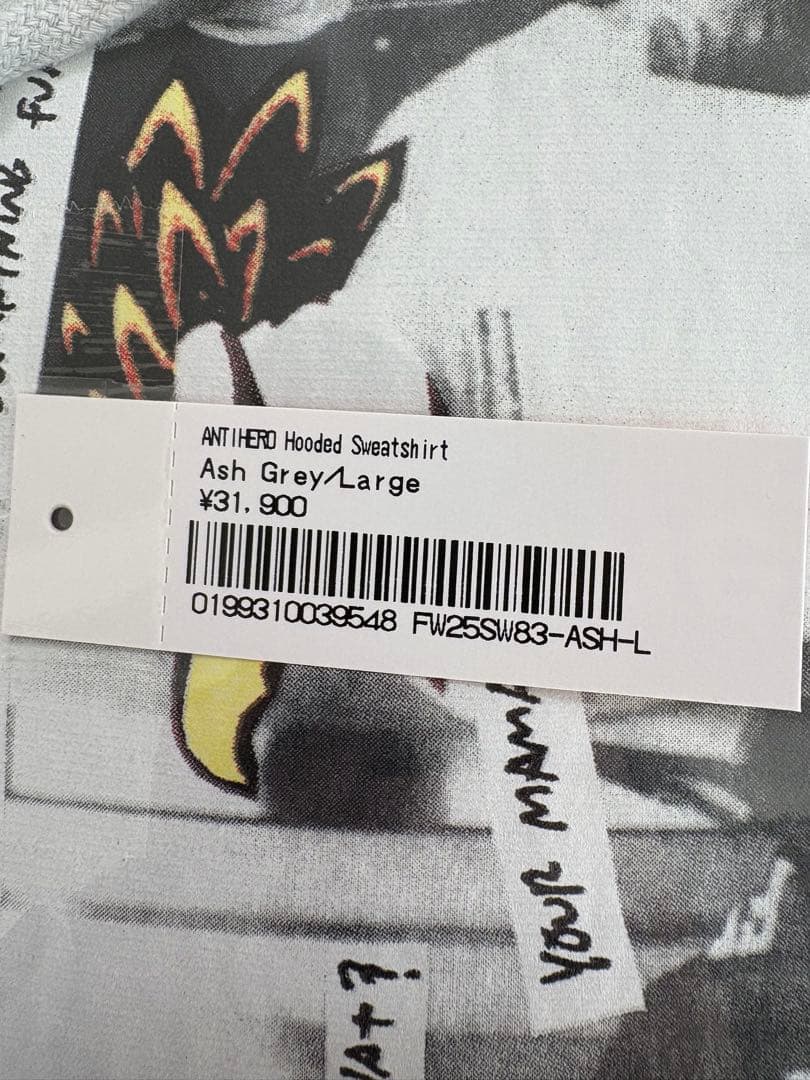 ANTIHERO Hooded Sweatshirt
Ash Grey/Large
¥31,900
0199310039548 FW25SW83-ASH-L
YOUR MAMA